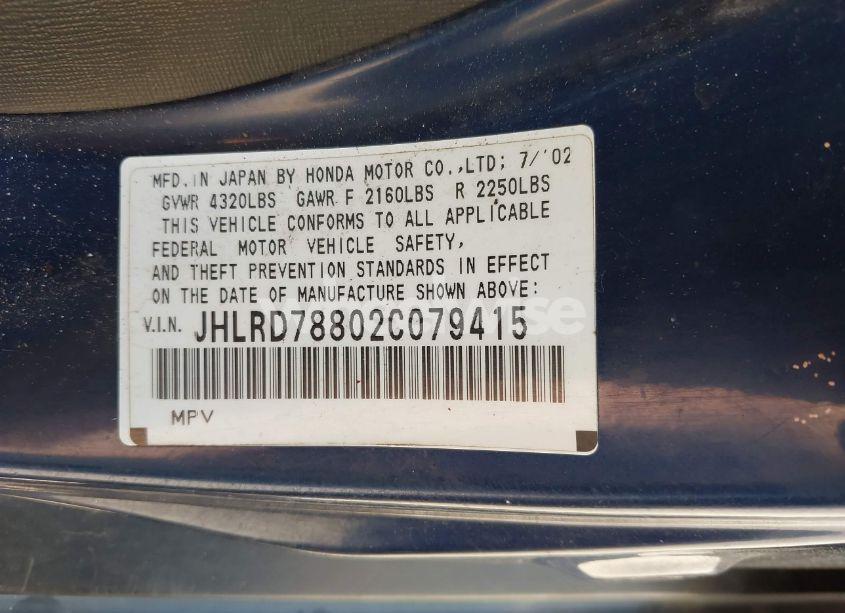 MFD. IN JAPAN BY HONDA MOTOR CO.,LTD; 7/'02
GVWR 4320LBS GAWR F 2160LBS R 2250LBS
THIS VEHICLE CONFORMS TO ALL APPLICABLE
FEDERAL MOTOR VEHICLE SAFETY,
AND THEFT PREVENTION STANDARDS IN EFFECT
ON THE DATE OF MANUFACTURE SHOWN ABOVE:
V.I.N. JHLRD78802C079415
MPV